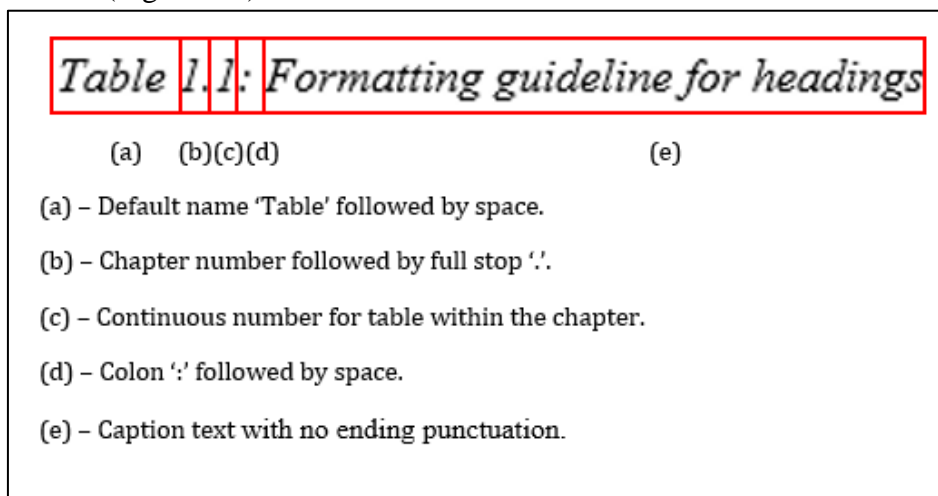 Table 1.1: Formatting guideline for headings
(a) (b)(c)(d) (e)
(a) – Default name ‘Table’ followed by space.
(b) – Chapter number followed by full stop ‘.’.
(c) – Continuous number for table within the chapter.
(d) – Colon ‘:’ followed by space.
(e) – Caption text with no ending punctuation.